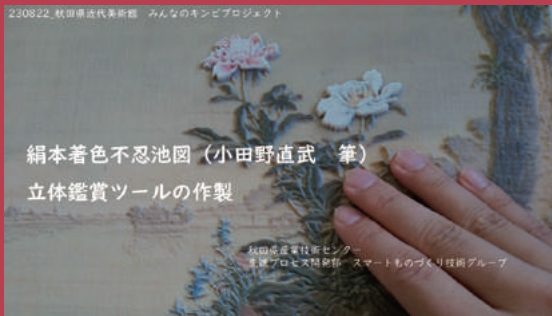 230822_秋田県近代美術館　みんなのキンビプロジェクト
絹本著色不忍池図（小田野直武　筆）
立体鑑賞ツールの作製
秋田県産業技術センター
先進プロセス開発部　スマートものづくり技術グループ